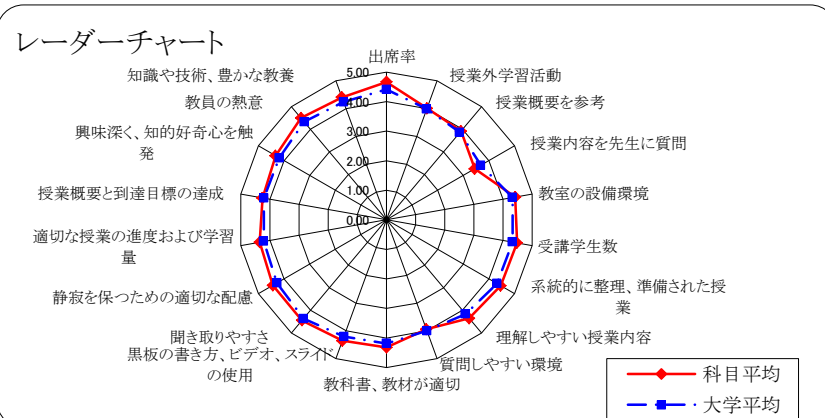 レーダーチャート
出席率
授業外学習活動
授業概要を参考
授業内容を先生に質問
教室の設備環境
受講学生数
系統的に整理、準備された授
業
理解しやすい授業内容
質問しやすい環境
教科書、教材が適切
黒板の書き方、ビデオ、スライド
の使用
聞き取りやすさ
静寂を保つための適切な配慮
適切な授業の進度および学習
量
授業概要と到達目標の達成
興味深く、知的好奇心を触
発
教員の熱意
知識や技術、豊かな教養
5.00
4.00
3.00
2.00
1.00
0.00
科目平均
大学平均